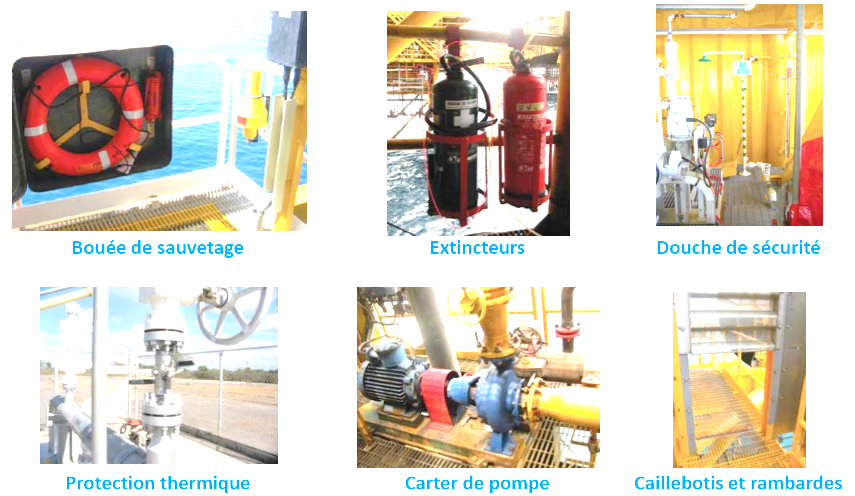 Bouée de sauvetage
Extincteurs
Douche de sécurité
Protection thermique
Carter de pompe
Caillebotis et rambardes